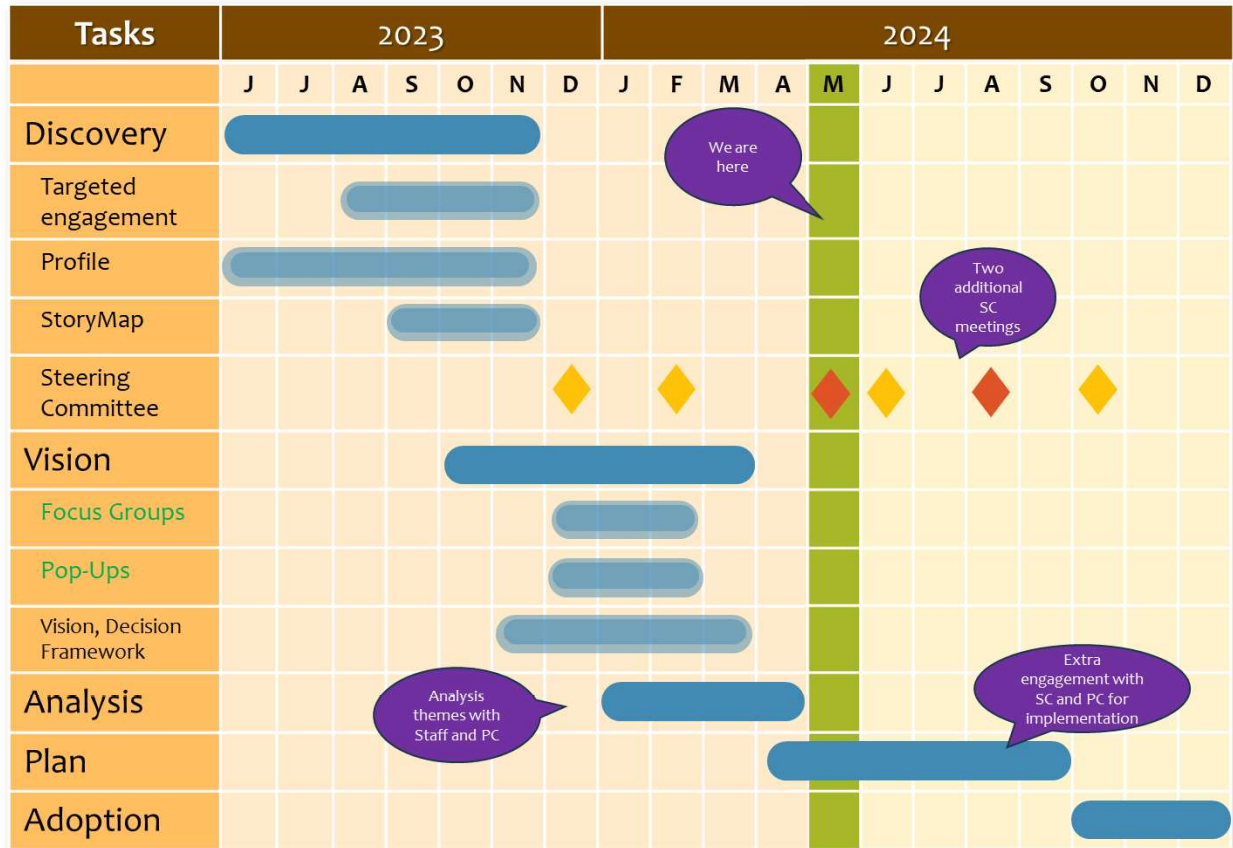 Tasks 2023 2024
J J A S O N D J F M A M J J A S O N D
Discovery
We are
here
Targeted
engagement
Profile
Two
additional
SC
meetings
StoryMap
Steering
Committee
Vision
Focus Groups
Pop-Ups
Vision, Decision
Framework
Analysis
Analysis
themes with
Staff and PC
Extra
engagement with
SC and PC for
implementation
Plan
Adoption